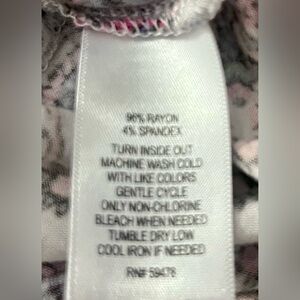 96% RAYON
4% SPANDEX
TURN INSIDE OUT
MACHINE WASH COLD
WITH LIKE COLORS
GENTLE CYCLE
ONLY NON-CHLORINE
BLEACH WHEN NEEDED
TUMBLE DRY LOW
COOL IRON IF NEEDED
RN# 59478